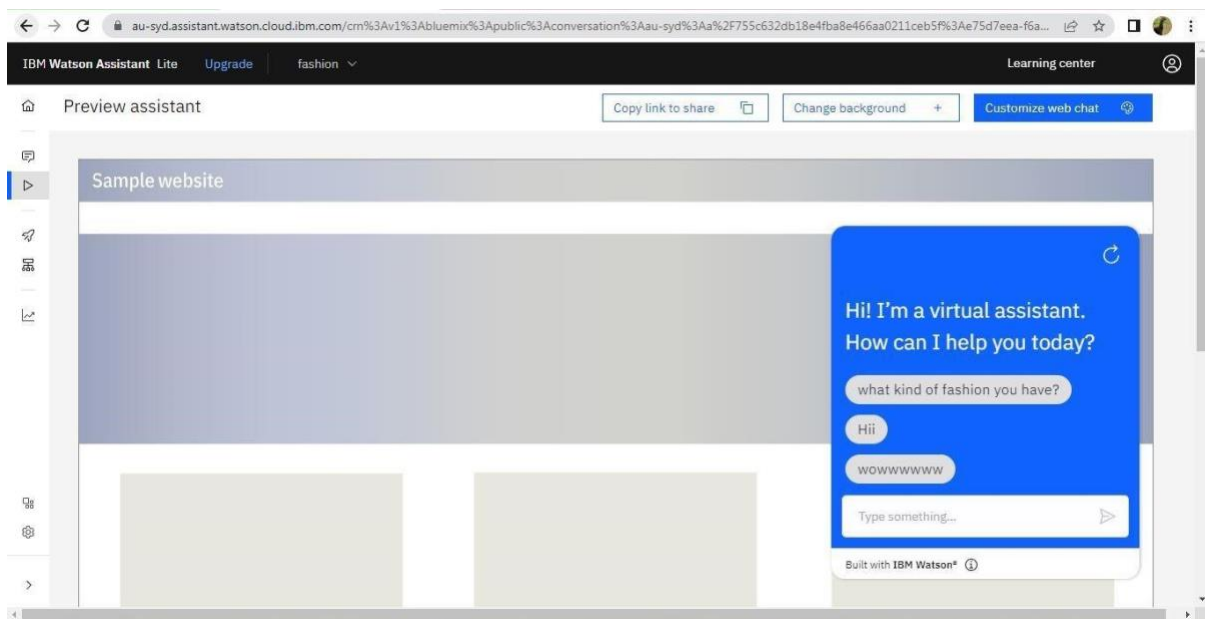 au-syd.assistant.watson.cloud.ibm.com/crn%3Av1%3Abluemix%3Apublic%3Aconversation%3Aau-syd%3Aa%2F755c632db18e4fba8e466aa0211ceb5f%3Ae75d7eea-f6a...
IBM Watson Assistant Lite Upgrade fashion Learning center
Preview assistant Copy link to share Change background + Customize web chat
Sample website
Hi! I'm a virtual assistant.
How can I help you today?
what kind of fashion you have?
Hii
wowwwwww
Type something...
Built with IBM Watson®